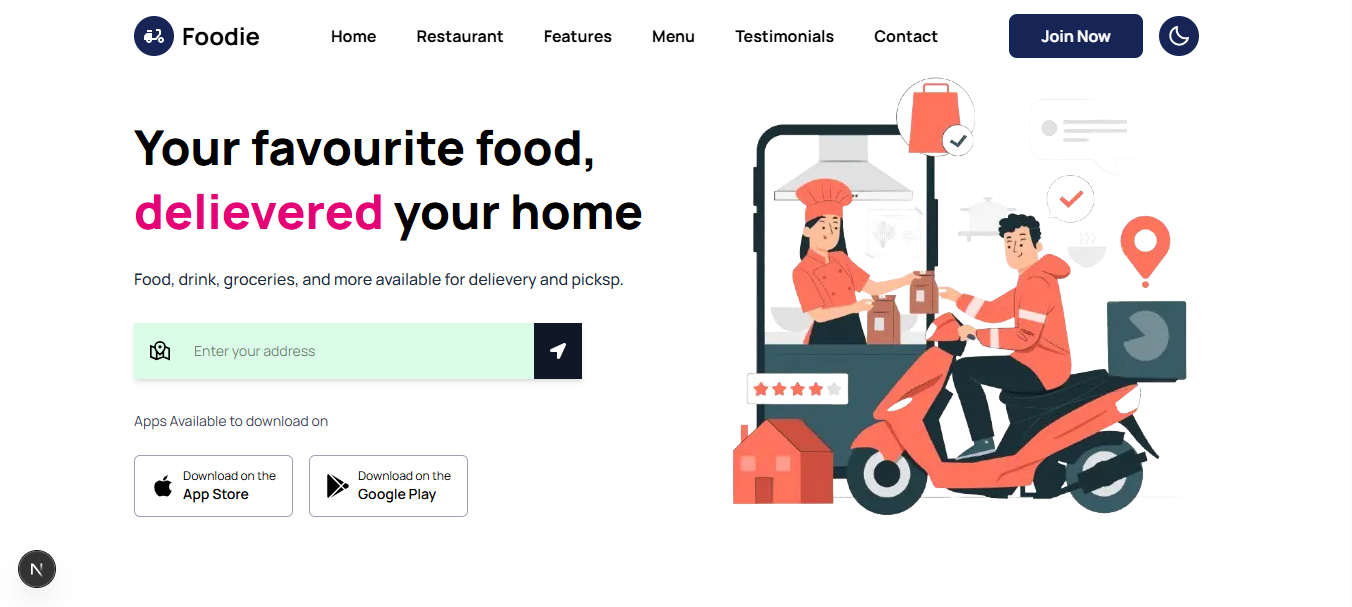 Foodie
Home
Restaurant
Features
Menu
Testimonials
Contact
Join Now
Your favourite food,
delievered your home
Food, drink, groceries, and more available for delievery and picksp.
Enter your address
Apps Available to download on
Download on the
App Store
Download on the
Google Play
N